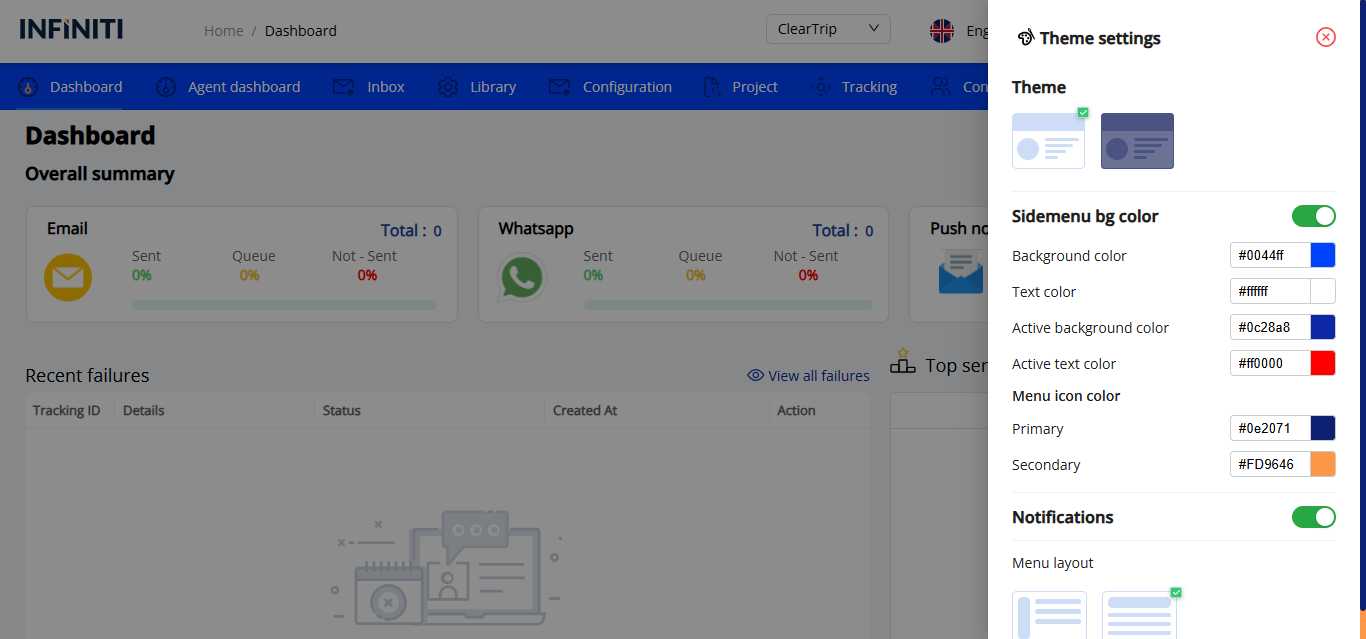 INFINITI
Home / Dashboard
ClearTrip
Eng
Dashboard
Agent dashboard
Inbox
Library
Configuration
Project
Tracking
Con
Dashboard
Overall summary
Email
Total : 0
Sent
Queue
Not - Sent
0%
0%
0%
Whatsapp
Total : 0
Sent
Queue
Not - Sent
0%
0%
0%
Push no
Recent failures
View all failures
Tracking ID
Details
Status
Created At
Action
Top ser
Theme settings
Theme
Sidemenu bg color
Background color
#0044ff
Text color
#ffffff
Active background color
#0c28a8
Active text color
#ff0000
Menu icon color
Primary
#0e2071
Secondary
#FD9646
Notifications
Menu layout